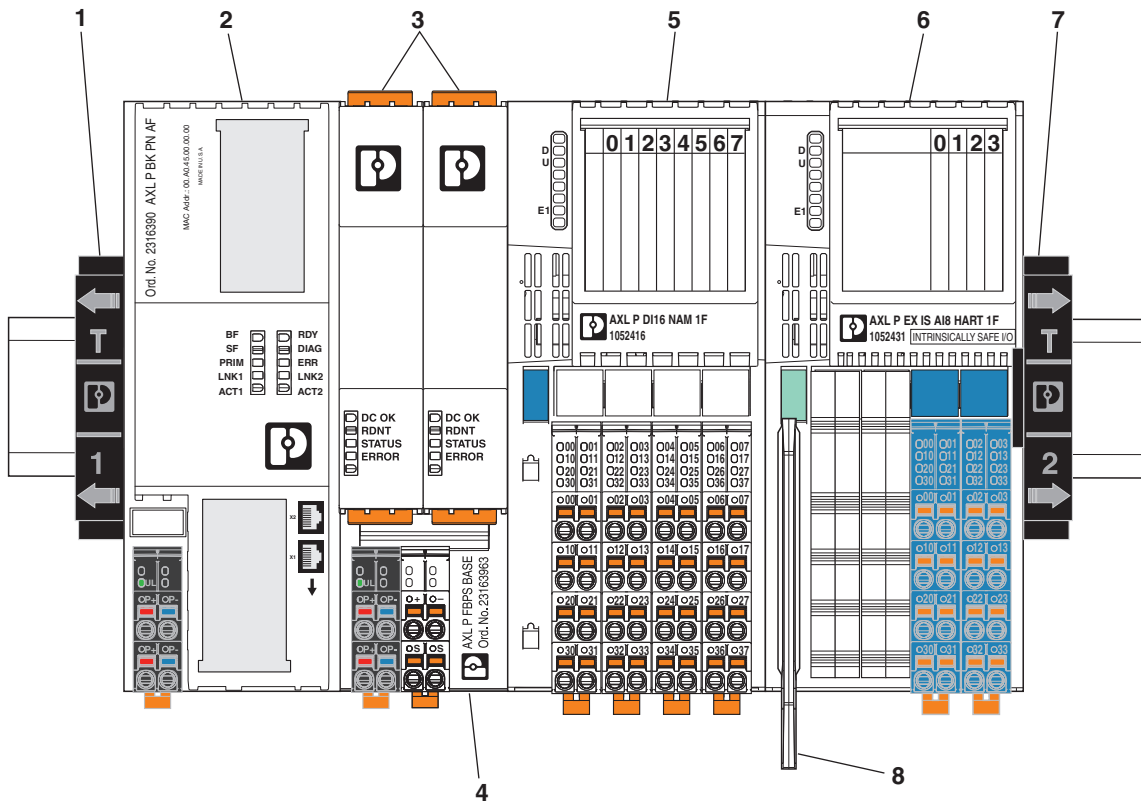 1
2
3
5
6
7
Ord. No. 2316390 AXL P BK PN AF
MAC Addr.: 00.A0.45.00.00.00
MADE IN U.S.A.
D
U
E1
0 1 2 3 4 5 6 7
D
U
E1
0 1 2 3
T
1
BF RDY
SF DIAG
PRIM ERR
LNK1 LNK2
ACT1 ACT2
DC OK
RDNT
STATUS
ERROR
DC OK
RDNT
STATUS
ERROR
AXL P DI16 NAM 1F
1052416
AXL P EX IS AI8 HART 1F
1052431 INTRINSICALLY SAFE I/O
T
2
X2
X1
UL
OP+ OP-
OP+ OP-
UL
OP+ OP-
OP+ OP-
O+ O-
OS OS
AXL P FBPS BASE
Ord. No. 23163963
00 01 02 03 04 05 06 07
10 11 12 13 14 15 16 17
20 21 22 23 24 25 26 27
30 31 32 33 34 35 36 37
00 01 02 03 04 05 06 07
10 11 12 13 14 15 16 17
20 21 22 23 24 25 26 27
30 31 32 33 34 35 36 37
00 01 02 03
10 11 12 13
20 21 22 23
30 31 32 33
00 01 02 03
10 11 12 13
20 21 22 23
30 31 32 33
4
8